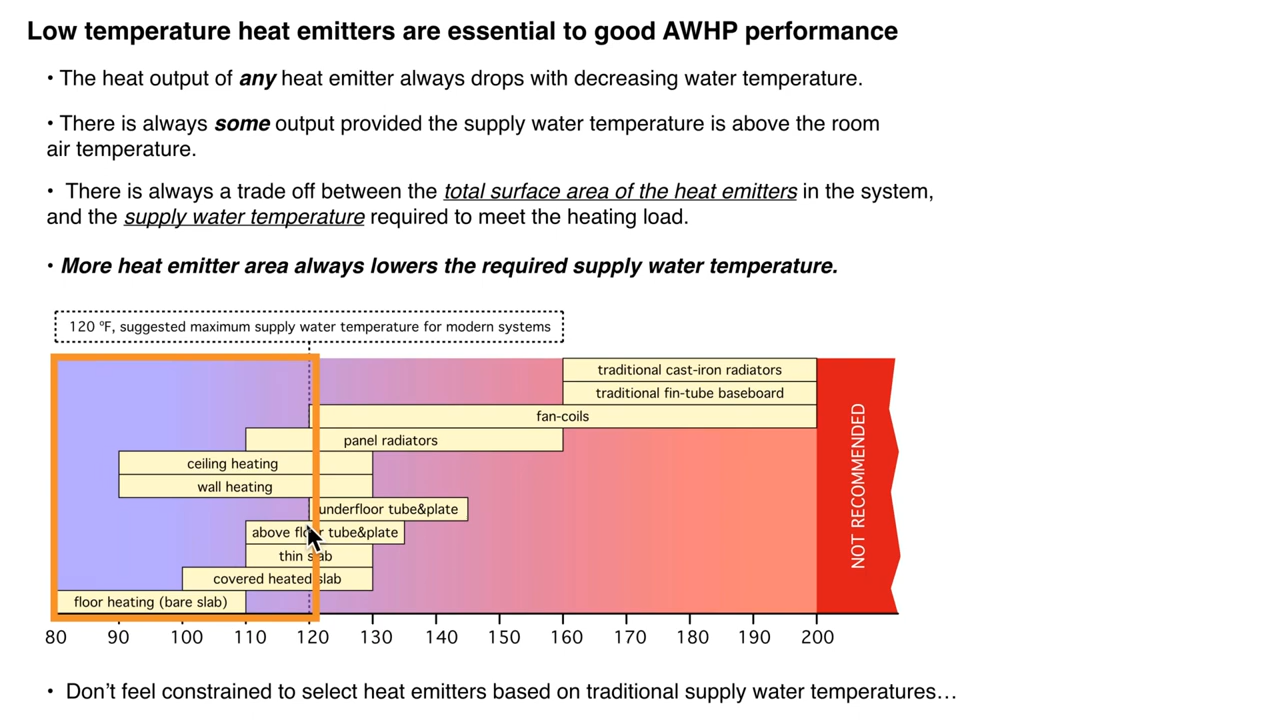 Low temperature heat emitters are essential to good AWHP performance
• The heat output of any heat emitter always drops with decreasing water temperature.
• There is always some output provided the supply water temperature is above the room
air temperature.
• There is always a trade off between the total surface area of the heat emitters in the system,
and the supply water temperature required to meet the heating load.
• More heat emitter area always lowers the required supply water temperature.
120 ºF, suggested maximum supply water temperature for modern systems
traditional cast-iron radiators
traditional fin-tube baseboard
fan-coils
panel radiators
ceiling heating
wall heating
underfloor tube&plate
above floor tube&plate
thin slab
covered heated slab
floor heating (bare slab)
NOT RECOMMENDED
80 90 100 110 120 130 140 150 160 170 180 190 200
• Don’t feel constrained to select heat emitters based on traditional supply water temperatures…